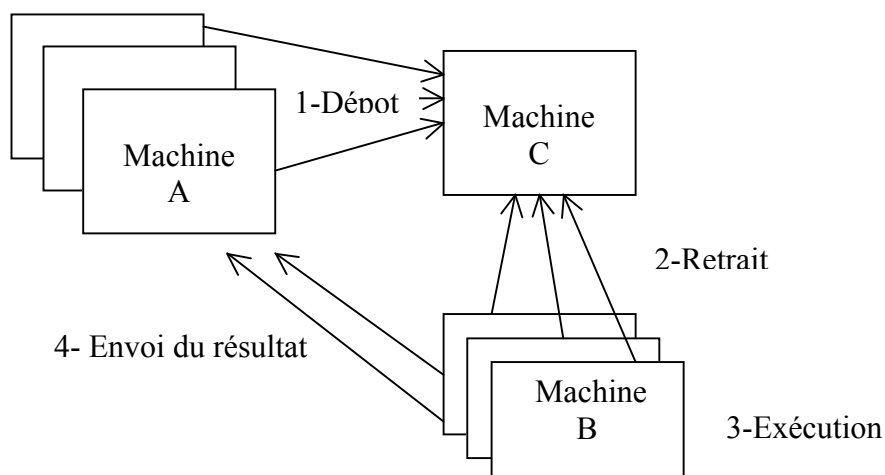 1-Dépot
Machine
A
Machine
C
2-Retrait
4- Envoi du résultat
Machine
B
3-Exécution